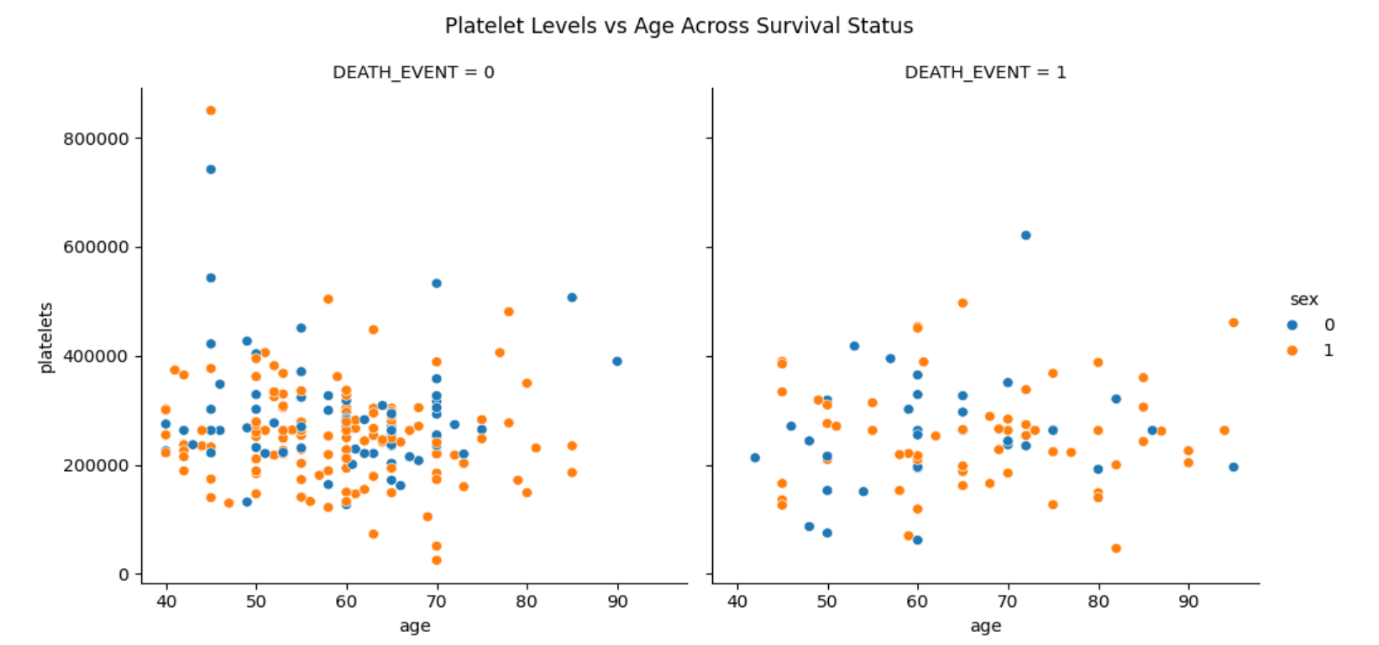 Platelet Levels vs Age Across Survival Status
DEATH_EVENT = 0
DEATH_EVENT = 1
800000
600000
400000
200000
0
platelets
40 50 60 70 80 90
age
40 50 60 70 80 90
age
sex
0
1